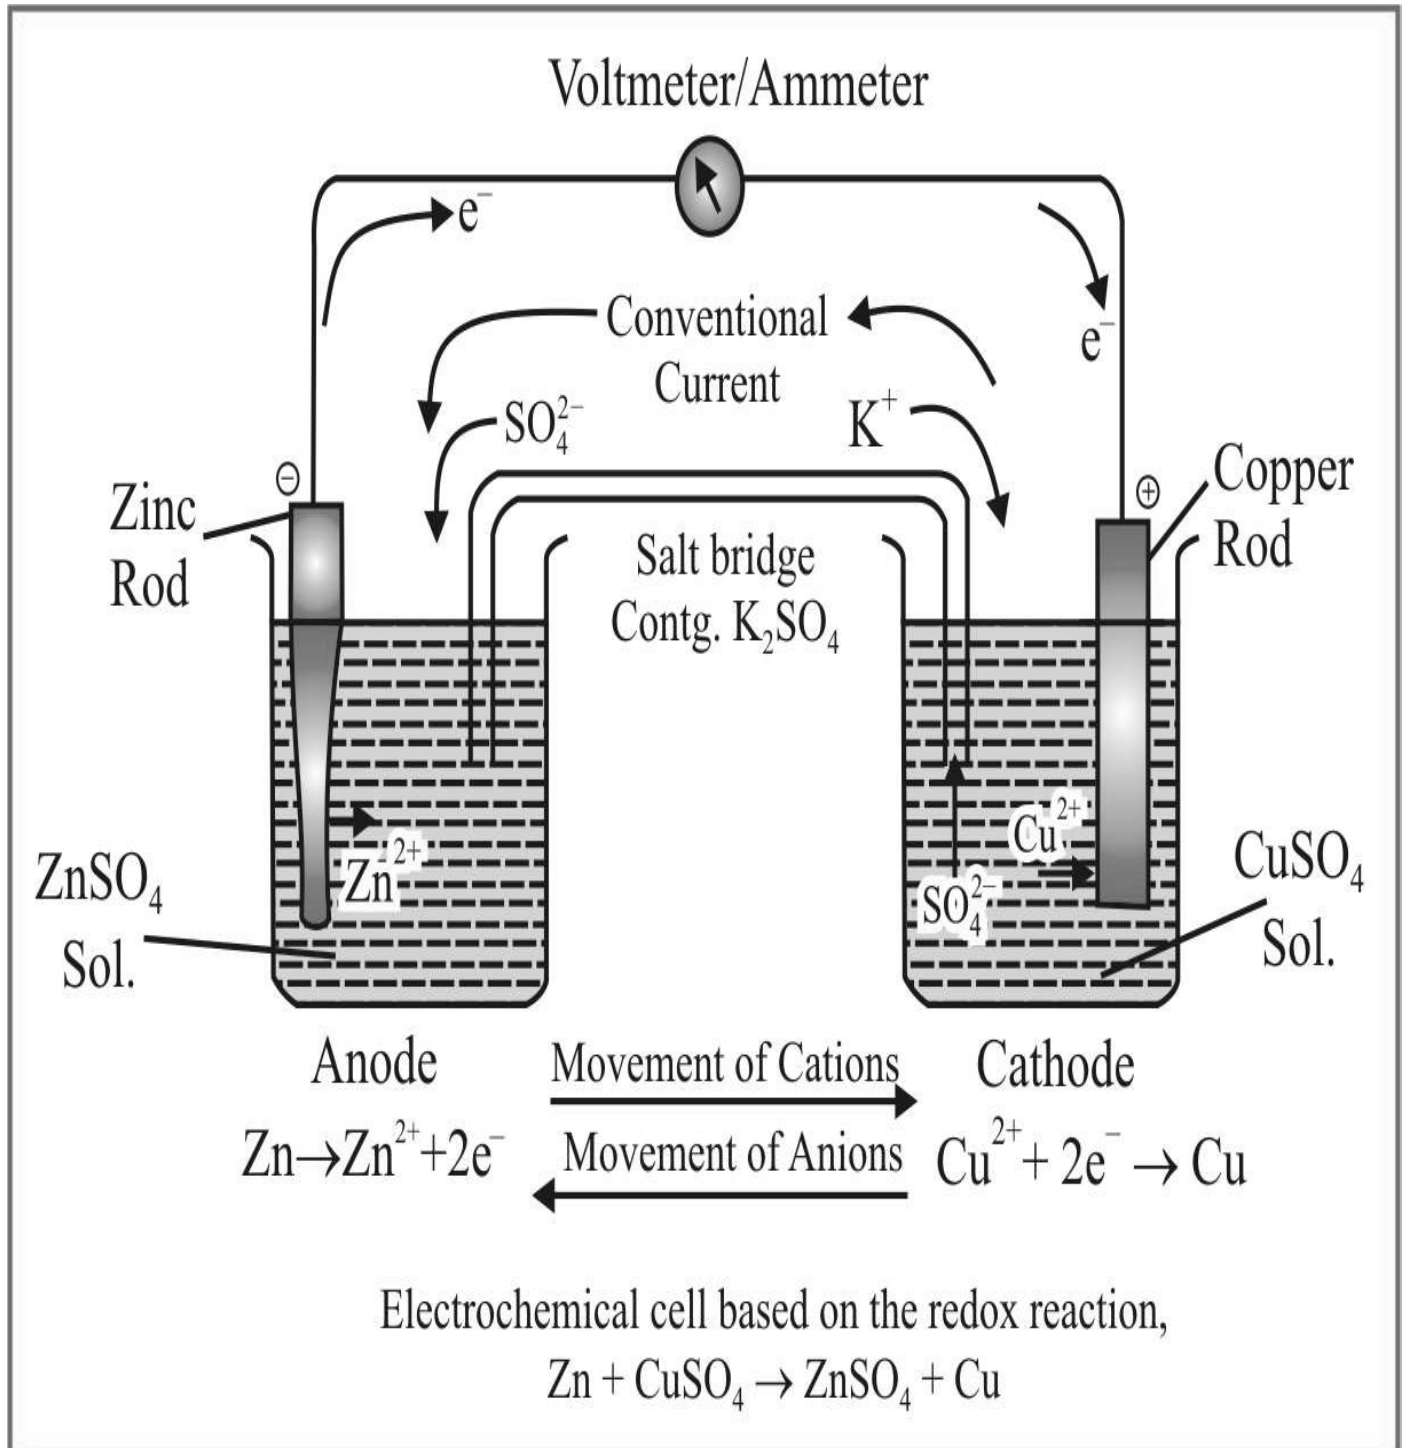 Voltmeter/Ammeter
e⁻
e⁻
Conventional
Current
SO₄²⁻
K⁺
⊖
⊕
Zinc
Rod
Copper
Rod
Salt bridge
Contg. K₂SO₄
Zn²⁺
Cu²⁺
SO₄²⁻
ZnSO₄
Sol.
CuSO₄
Sol.
Anode
Movement of Cations
Cathode
Zn→Zn²⁺+2e⁻
Movement of Anions
Cu²⁺ + 2e⁻ → Cu
Electrochemical cell based on the redox reaction,
Zn + CuSO₄ → ZnSO₄ + Cu